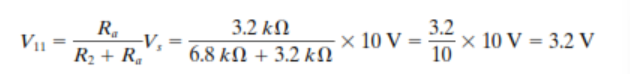 V₁₁ = Rₐ / (R₂ + Rₐ) Vₛ = 3.2 kΩ / (6.8 kΩ + 3.2 kΩ) × 10 V = 3.2 / 10 × 10 V = 3.2 V